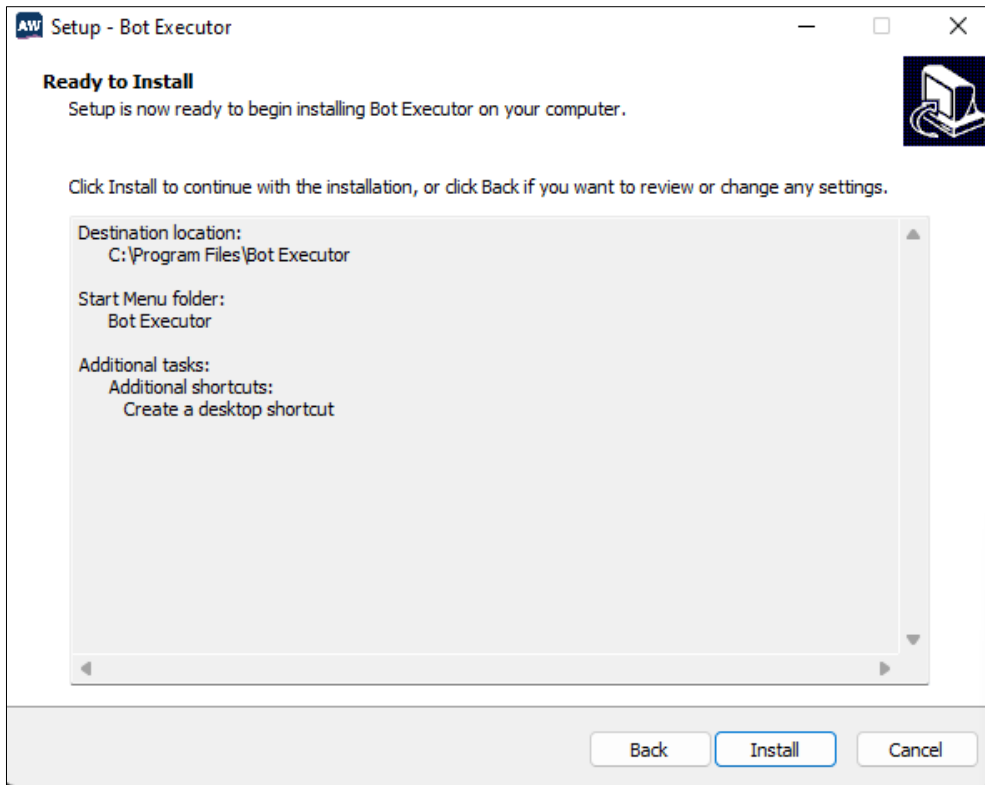 AW Setup - Bot Executor
Ready to Install
Setup is now ready to begin installing Bot Executor on your computer.
Click Install to continue with the installation, or click Back if you want to review or change any settings.
Destination location:
C:\Program Files\Bot Executor
Start Menu folder:
Bot Executor
Additional tasks:
Additional shortcuts:
Create a desktop shortcut
Back Install Cancel